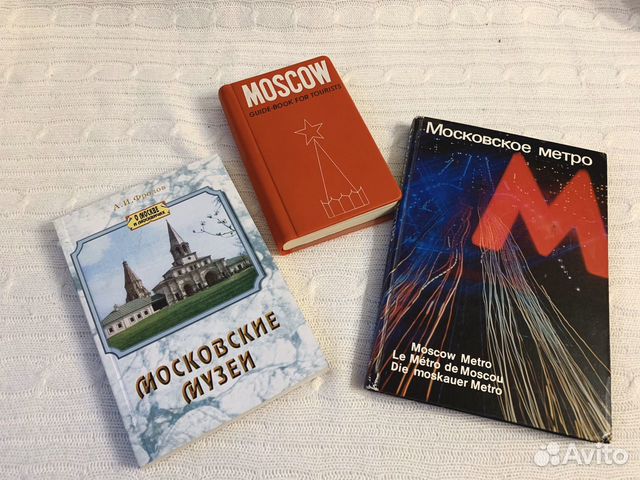 А.И.Фролов
О МОСКВЕ
И МОСКВИЧАХ
МОСКОВСКИЕ
МУЗЕИ
MOSCOW
GUIDE-BOOK FOR TOURISTS
Московское метро
М
Moscow Metro
Le Métro de Moscou
Die moskauer Metro
Avito